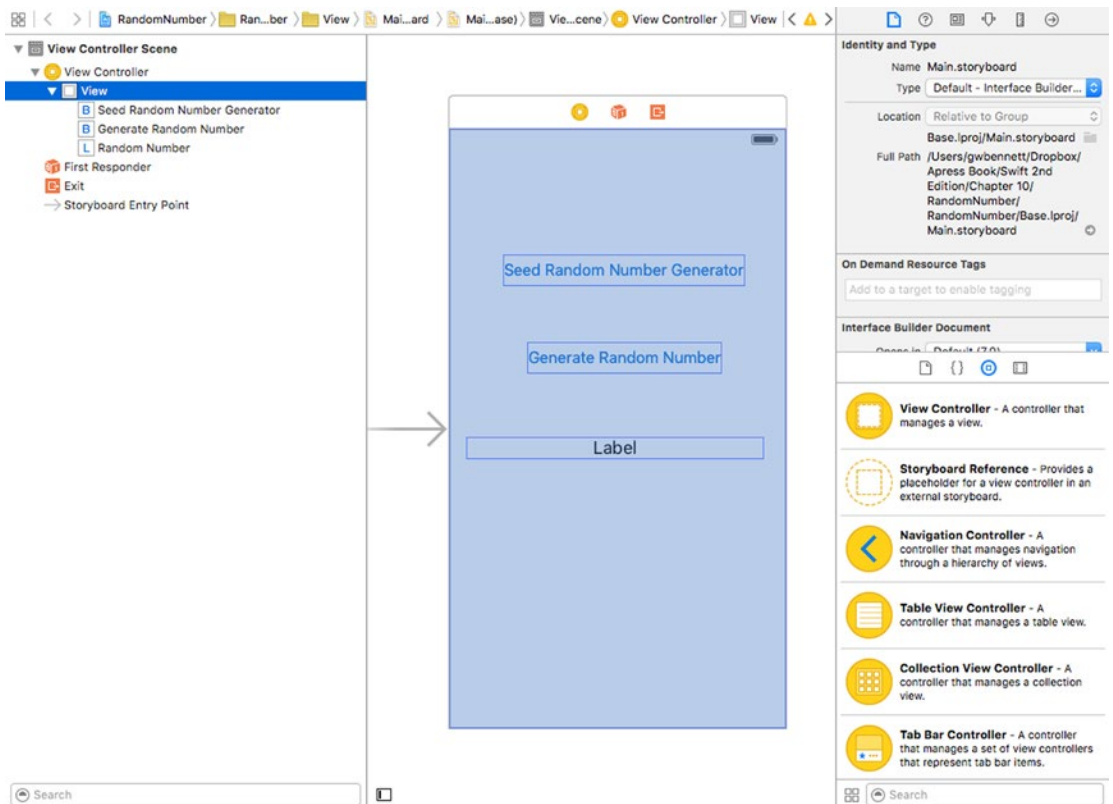 RandomNumber
Ran...ber
View
Mai...ard
Mai...ase)
Vie...cene)
View Controller
View
View Controller Scene
View Controller
View
B Seed Random Number Generator
B Generate Random Number
L Random Number
First Responder
Exit
Storyboard Entry Point
Search
Seed Random Number Generator
Generate Random Number
Label
Identity and Type
Name Main.storyboard
Type Default - Interface Builder...
Location Relative to Group
Base.lproj/Main.storyboard
Full Path /Users/gwbennett/Dropbox/
Apress Book/Swift 2nd
Edition/Chapter 10/
RandomNumber/
RandomNumber/Base.lproj/
Main.storyboard
On Demand Resource Tags
Add to a target to enable tagging
Interface Builder Document
Opens in Default (7.0)
{}
View Controller - A controller that
manages a view.
Storyboard Reference - Provides a
placeholder for a view controller in an
external storyboard.
Navigation Controller - A
controller that manages navigation
through a hierarchy of views.
Table View Controller - A
controller that manages a table view.
Collection View Controller - A
controller that manages a collection
view.
Tab Bar Controller - A controller
that manages a set of view controllers
that represent tab bar items.
Search